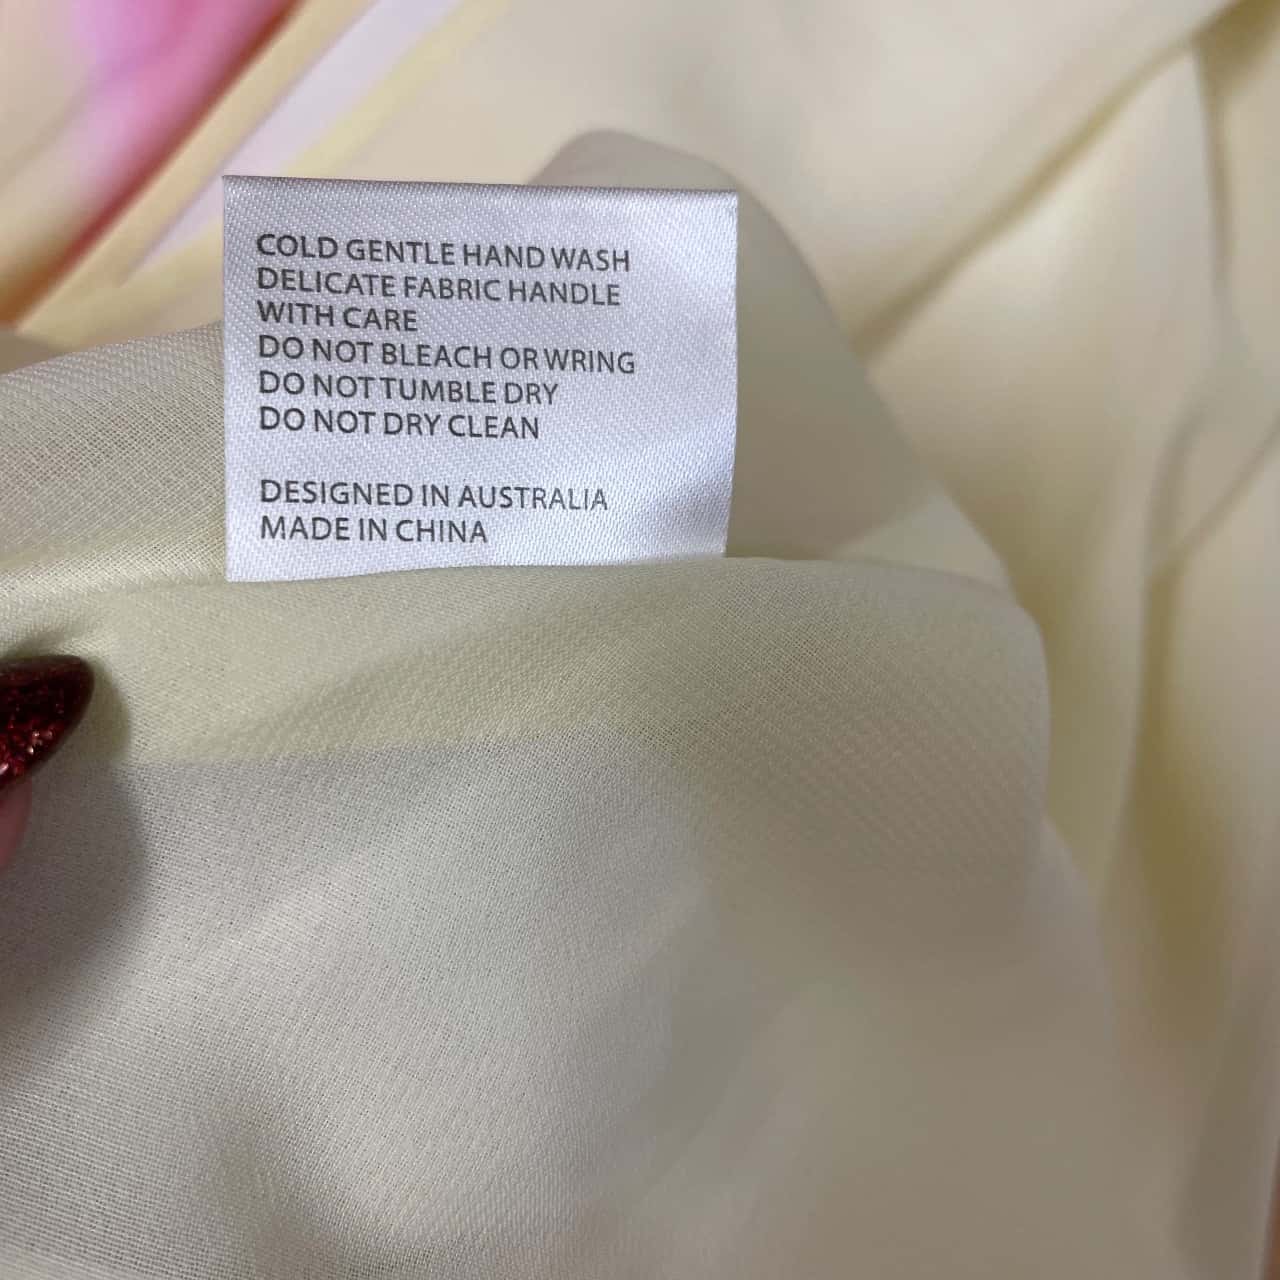 COLD GENTLE HAND WASH
DELICATE FABRIC HANDLE
WITH CARE
DO NOT BLEACH OR WRING
DO NOT TUMBLE DRY
DO NOT DRY CLEAN
DESIGNED IN AUSTRALIA
MADE IN CHINA